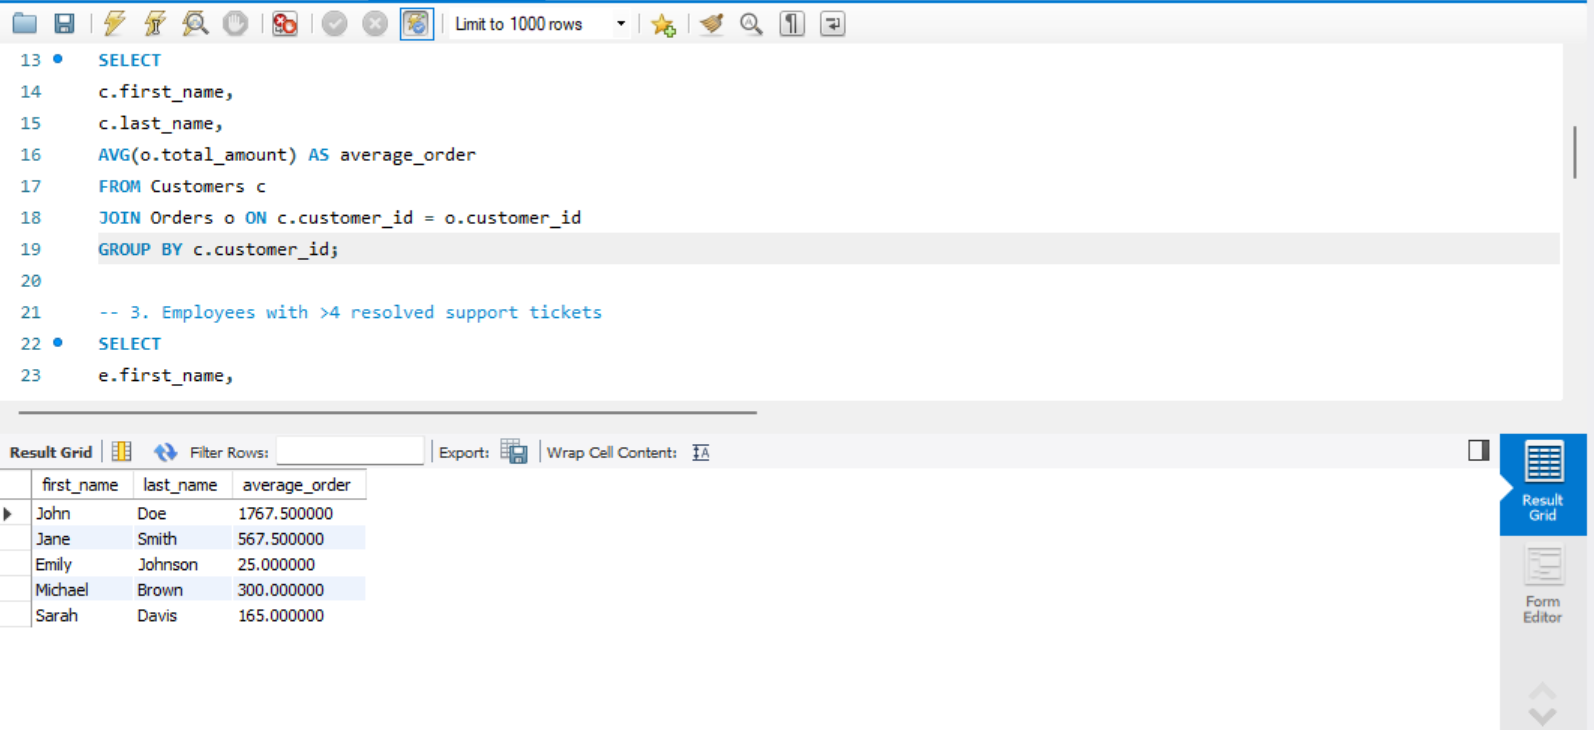 Limit to 1000 rows
13 SELECT
14 c.first_name,
15 c.last_name,
16 AVG(o.total_amount) AS average_order
17 FROM Customers c
18 JOIN Orders o ON c.customer_id = o.customer_id
19 GROUP BY c.customer_id;
20
21 -- 3. Employees with >4 resolved support tickets
22 SELECT
23 e.first_name,
Result Grid Filter Rows: Export: Wrap Cell Content:
first_name last_name average_order
John Doe 1767.500000
Jane Smith 567.500000
Emily Johnson 25.000000
Michael Brown 300.000000
Sarah Davis 165.000000
Result
Grid
Form
Editor